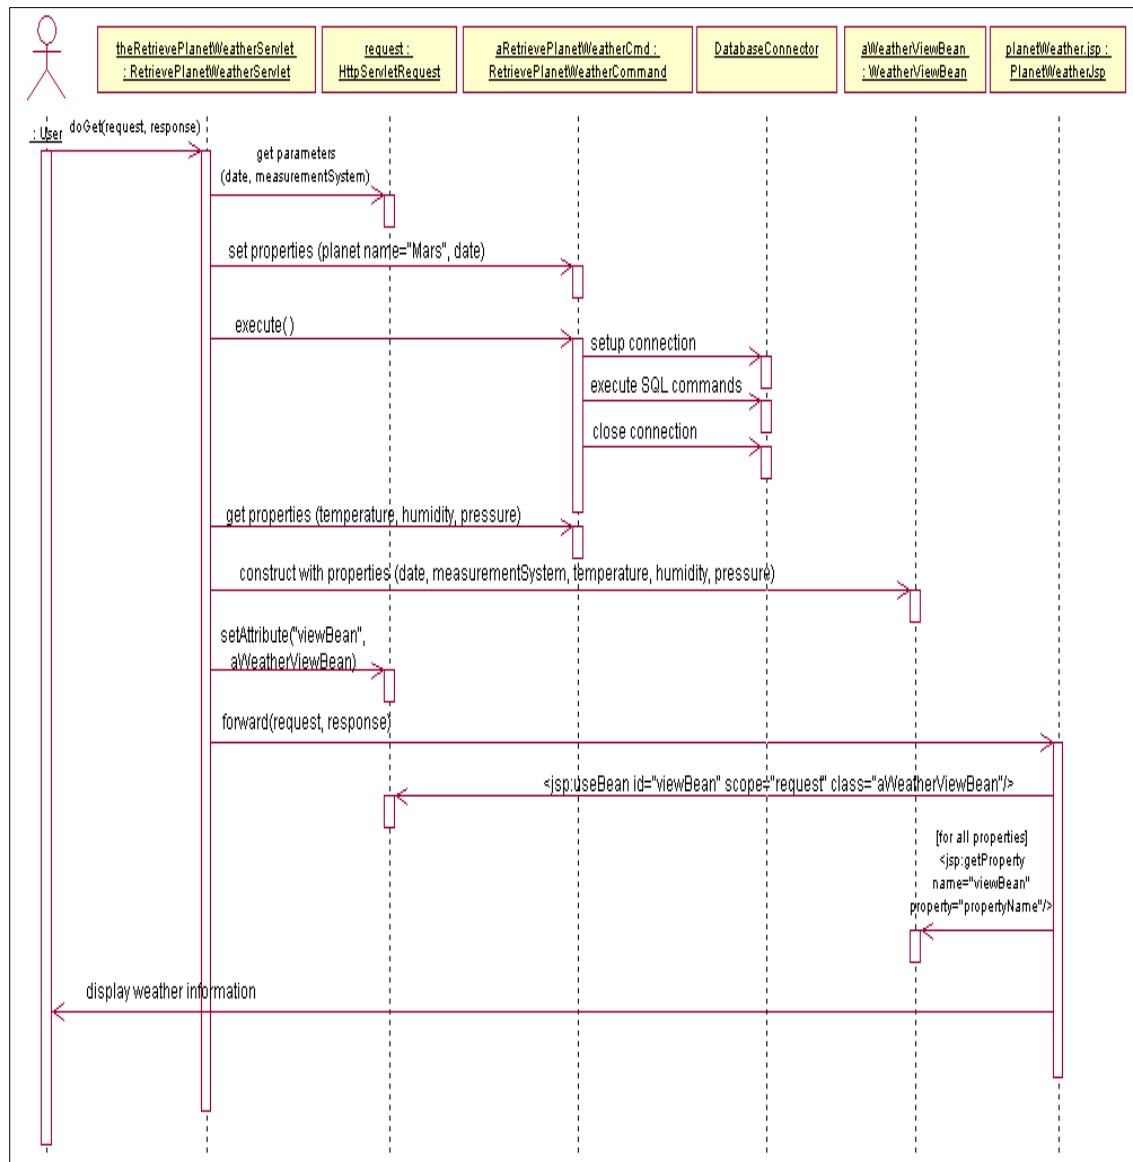 theRetrievePlanetWeatherServlet
: RetrievePlanetWeatherServlet
request :
HttpServletRequest
aRetrievePlanetWeatherCmd :
RetrievePlanetWeatherCommand
DatabaseConnector
aWeatherViewBean
: WeatherViewBean
planetWeather.jsp :
PlanetWeatherJsp
: User
doGet(request, response)
get parameters
(date, measurementSystem)
set properties (planet name="Mars", date)
execute()
setup connection
execute SQL commands
close connection
get properties (temperature, humidity, pressure)
construct with properties (date, measurementSystem, temperature, humidity, pressure)
setAttribute("viewBean",
aWeatherViewBean)
forward(request, response)
<jsp:useBean id="viewBean" scope="request" class="aWeatherViewBean"/>
[for all properties]
<jsp:getProperty
name="viewBean"
property="propertyName"/>
display weather information